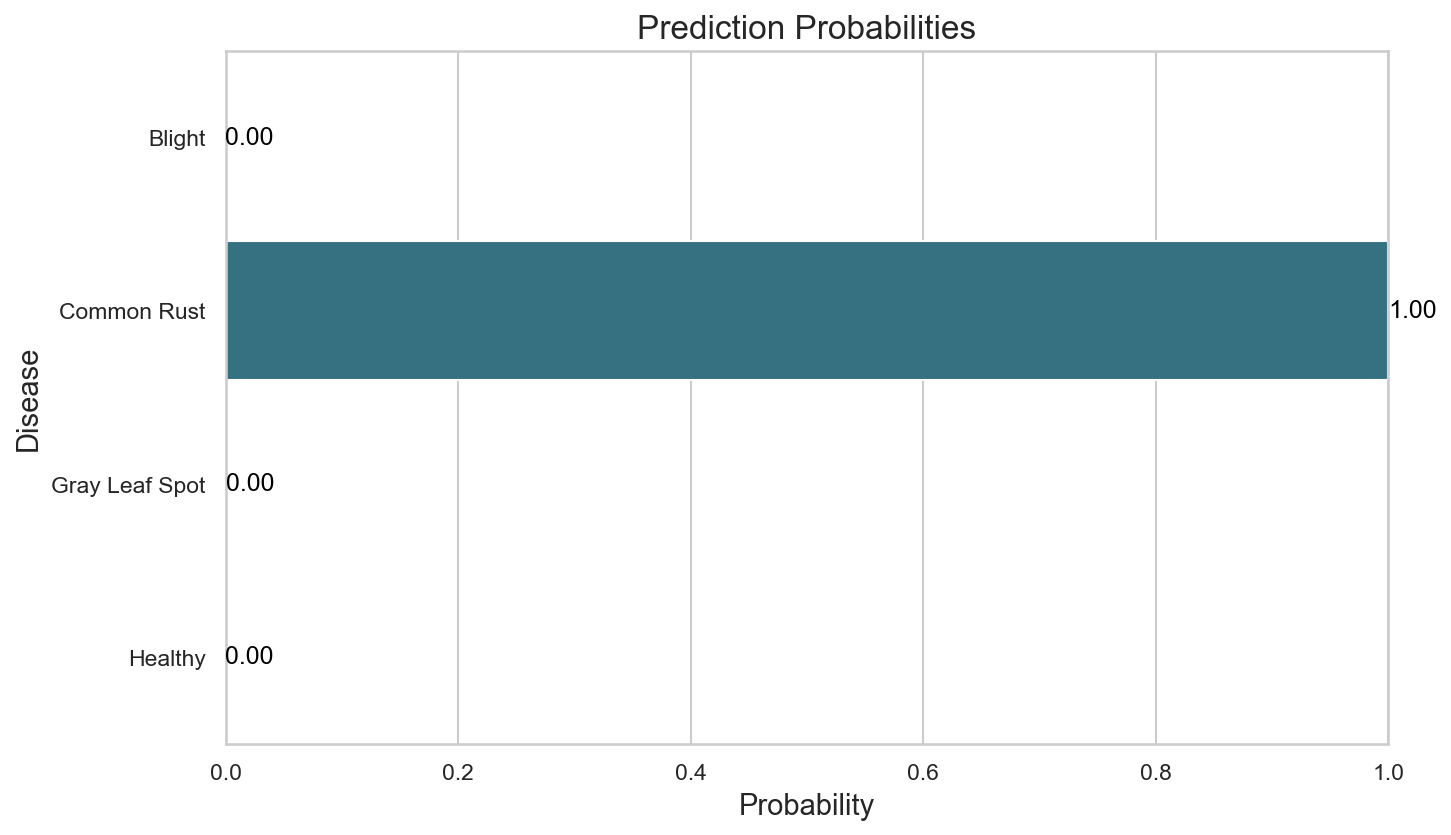 Prediction Probabilities
Blight
0.00
Common Rust
1.00
Gray Leaf Spot
0.00
Healthy
0.00
Disease
0.0 0.2 0.4 0.6 0.8 1.0
Probability